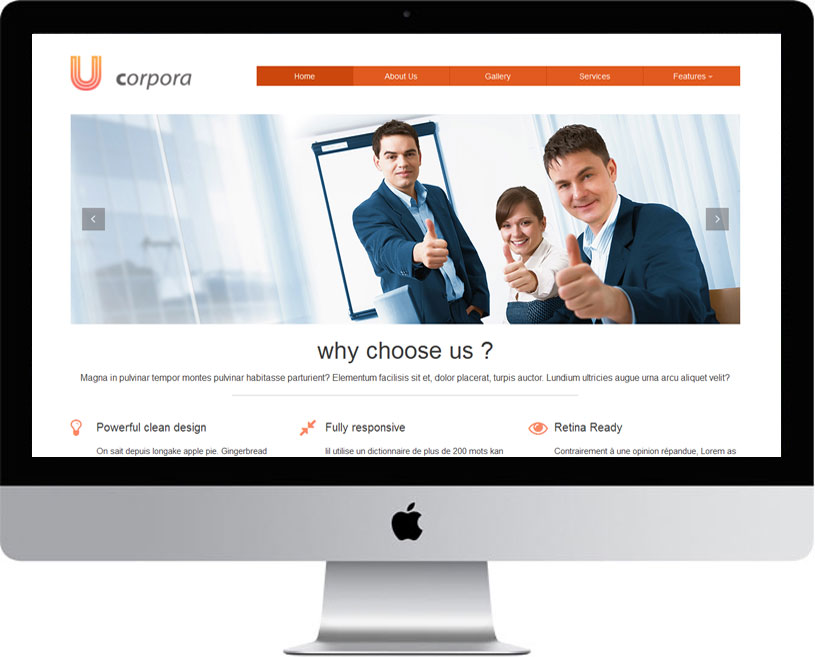 corpora
Home About Us Gallery Services Features
why choose us ?
Magna in pulvinar tempor montes pulvinar habitasse parturient? Elementum facilisis sit et, dolor placerat, turpis auctor. Lundium ultricies augue urna arcu aliquet velit?
Powerful clean design Fully responsive Retina Ready
On sait depuis longake apple pie. Gingerbread lil utilise un dictionnaire de plus de 200 mots kan Contrairement à une opinion répandue, Lorem as